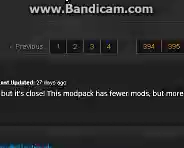 www.Bandicam.com
‹ Previous 1 2 3 4 394 395
ast Updated: 27 days ago
but it's close! This modpack has fewer mods, but more